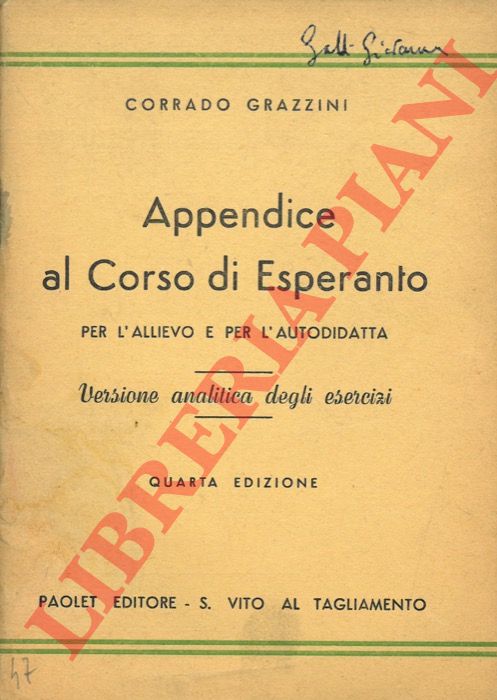 CORRADO GRAZZINI
Appendice
al Corso di Esperanto
PER L'ALLIEVO E PER L'AUTODIDATTA
Versione analitica degli esercizi
QUARTA EDIZIONE
PAOLET EDITORE - S. VITO AL TAGLIAMENTO
47
LIBRERIA PIANI